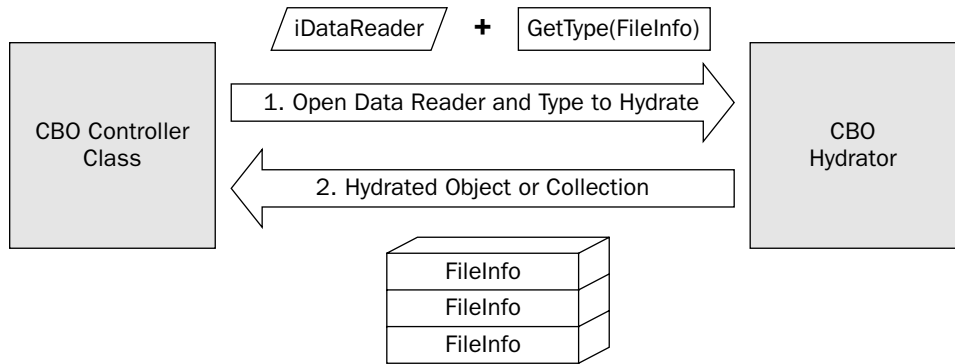 iDataReader + GetType(FileInfo)
CBO Controller
Class
1. Open Data Reader and Type to Hydrate
CBO
Hydrator
2. Hydrated Object or Collection
FileInfo
FileInfo
FileInfo